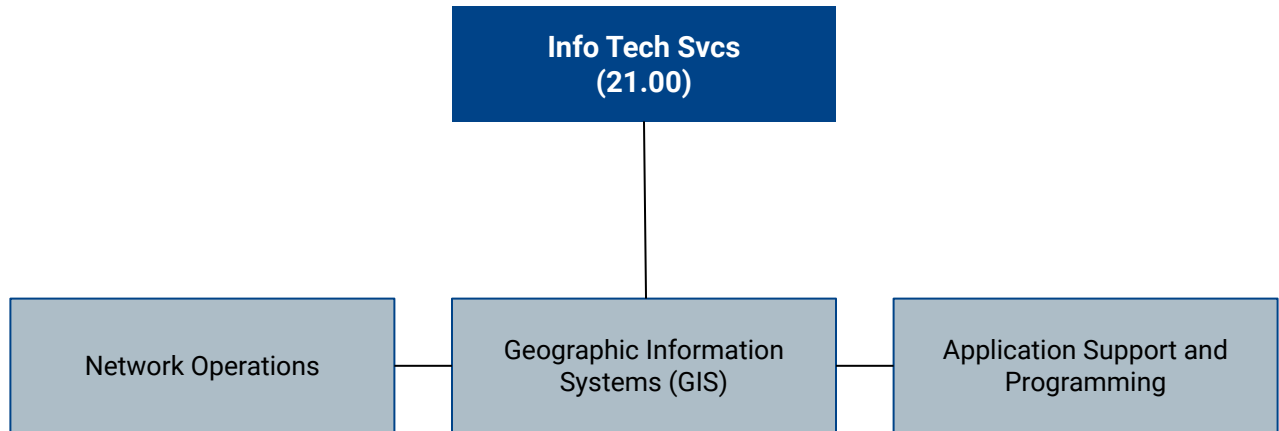 Info Tech Svcs
(21.00)
Network Operations
Geographic Information
Systems (GIS)
Application Support and
Programming